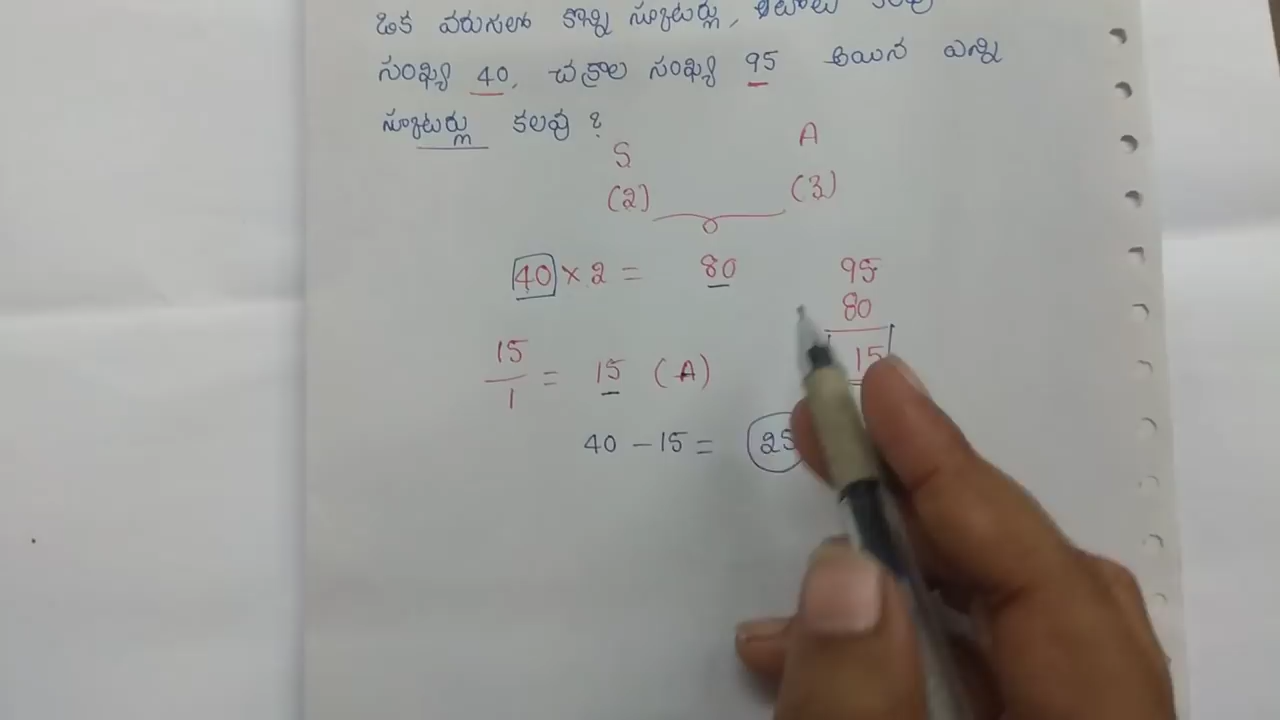 ఒక వరుసలో కొన్ని స్కూటర్లు, ఆటోలు కలవు
సంఖ్య 40, చక్రాల సంఖ్య 95 అయిన ఎన్ని
స్కూటర్లు కలవు ?
S A
(2) (3)
40 × 2 = 80 95
80
15/1 = 15 (A) 15
40 - 15 = 25